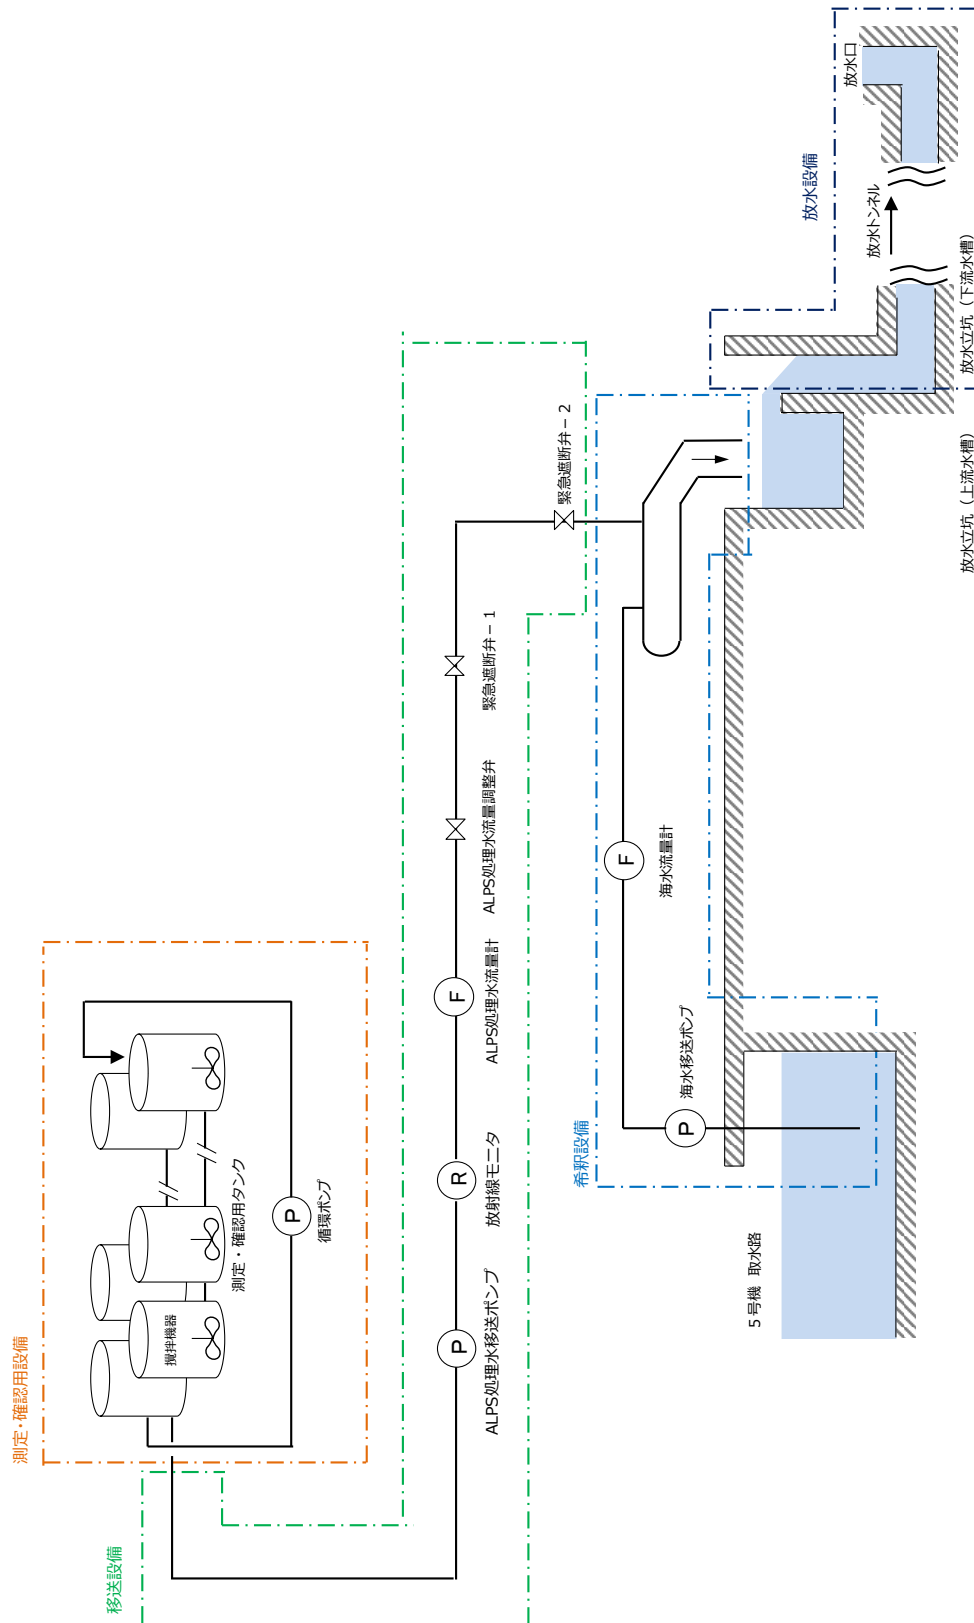 測定・確認用設備
攪拌機器
測定・確認用タンク
P
循環ポンプ
移送設備
P
ALPS処理水移送ポンプ
R
放射線モニタ
F
ALPS処理水流量計
ALPS処理水流量調整弁
緊急遮断弁－1
緊急遮断弁－2
希釈設備
P
海水移送ポンプ
F
海水流量計
5号機 取水路
放水設備
放水立坑（上流水槽）
放水立坑（下流水槽）
放水トンネル
放水口